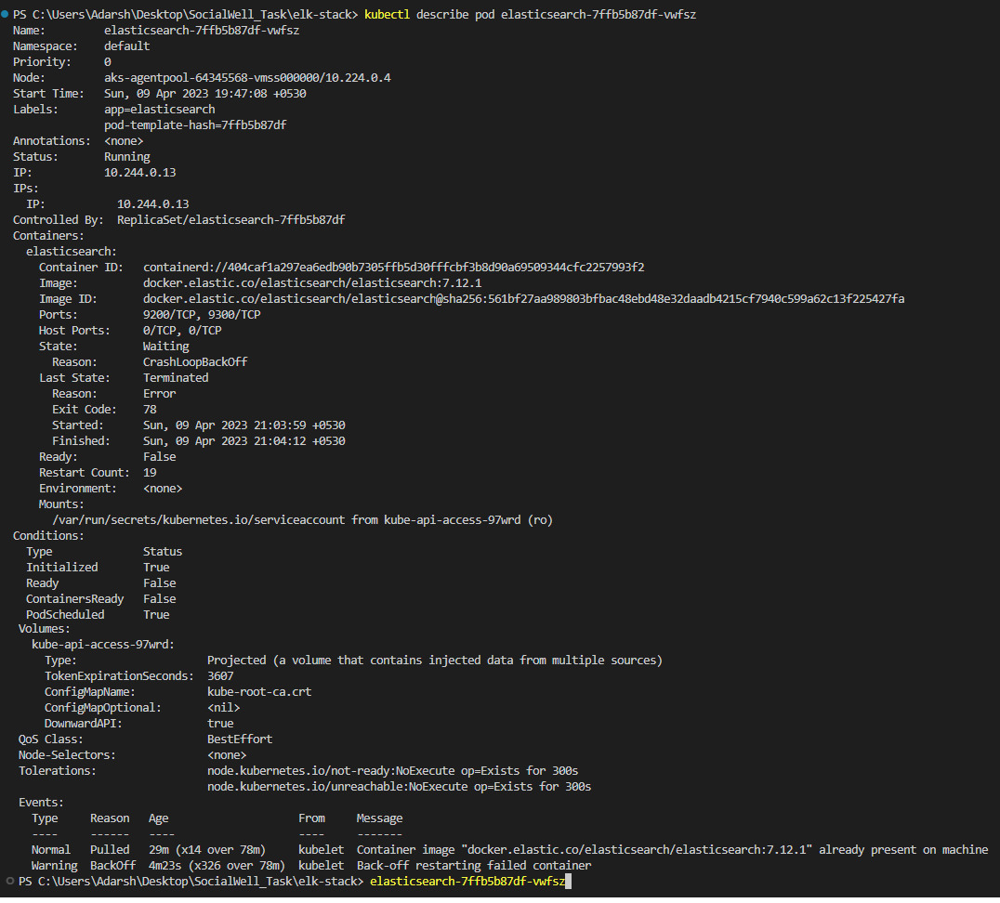 PS C:\Users\Adarsh\Desktop\SocialWell_Task\elk-stack> kubectl describe pod elasticsearch-7ffb5b87df-vwfsz
Name:         elasticsearch-7ffb5b87df-vwfsz
Namespace:    default
Priority:     0
Node:         aks-agentpool-64345568-vmss000000/10.224.0.4
Start Time:   Sun, 09 Apr 2023 19:47:08 +0530
Labels:       app=elasticsearch
              pod-template-hash=7ffb5b87df
Annotations:  <none>
Status:       Running
IP:           10.244.0.13
IPs:
  IP:           10.244.0.13
Controlled By:  ReplicaSet/elasticsearch-7ffb5b87df
Containers:
  elasticsearch:
    Container ID:   containerd://404caf1a297ea6edb90b7305ffb5d30fffcbf3b8d90a69509344cfc2257993f2
    Image:          docker.elastic.co/elasticsearch/elasticsearch:7.12.1
    Image ID:       docker.elastic.co/elasticsearch/elasticsearch@sha256:561bf27aa989803bfbac48ebd48e32daadb4215cf7940c599a62c13f225427fa
    Ports:          9200/TCP, 9300/TCP
    Host Ports:     0/TCP, 0/TCP
    State:          Waiting
      Reason:       CrashLoopBackOff
    Last State:     Terminated
      Reason:       Error
      Exit Code:    78
      Started:      Sun, 09 Apr 2023 21:03:59 +0530
      Finished:     Sun, 09 Apr 2023 21:04:12 +0530
    Ready:          False
    Restart Count:  19
    Environment:    <none>
    Mounts:
      /var/run/secrets/kubernetes.io/serviceaccount from kube-api-access-97wrd (ro)
Conditions:
  Type              Status
  Initialized       True
  Ready             False
  ContainersReady   False
  PodScheduled      True
Volumes:
  kube-api-access-97wrd:
    Type:                    Projected (a volume that contains injected data from multiple sources)
    TokenExpirationSeconds:  3607
    ConfigMapName:           kube-root-ca.crt
    ConfigMapOptional:       <nil>
    DownwardAPI:             true
QoS Class:                   BestEffort
Node-Selectors:              <none>
Tolerations:                 node.kubernetes.io/not-ready:NoExecute op=Exists for 300s
                             node.kubernetes.io/unreachable:NoExecute op=Exists for 300s
Events:
  Type     Reason   Age                    From     Message
  ----     ------   ----                   ----     -------
  Normal   Pulled   29m (x14 over 78m)     kubelet  Container image "docker.elastic.co/elasticsearch/elasticsearch:7.12.1" already present on machine
  Warning  BackOff  4m23s (x326 over 78m)  kubelet  Back-off restarting failed container
PS C:\Users\Adarsh\Desktop\SocialWell_Task\elk-stack> elasticsearch-7ffb5b87df-vwfsz